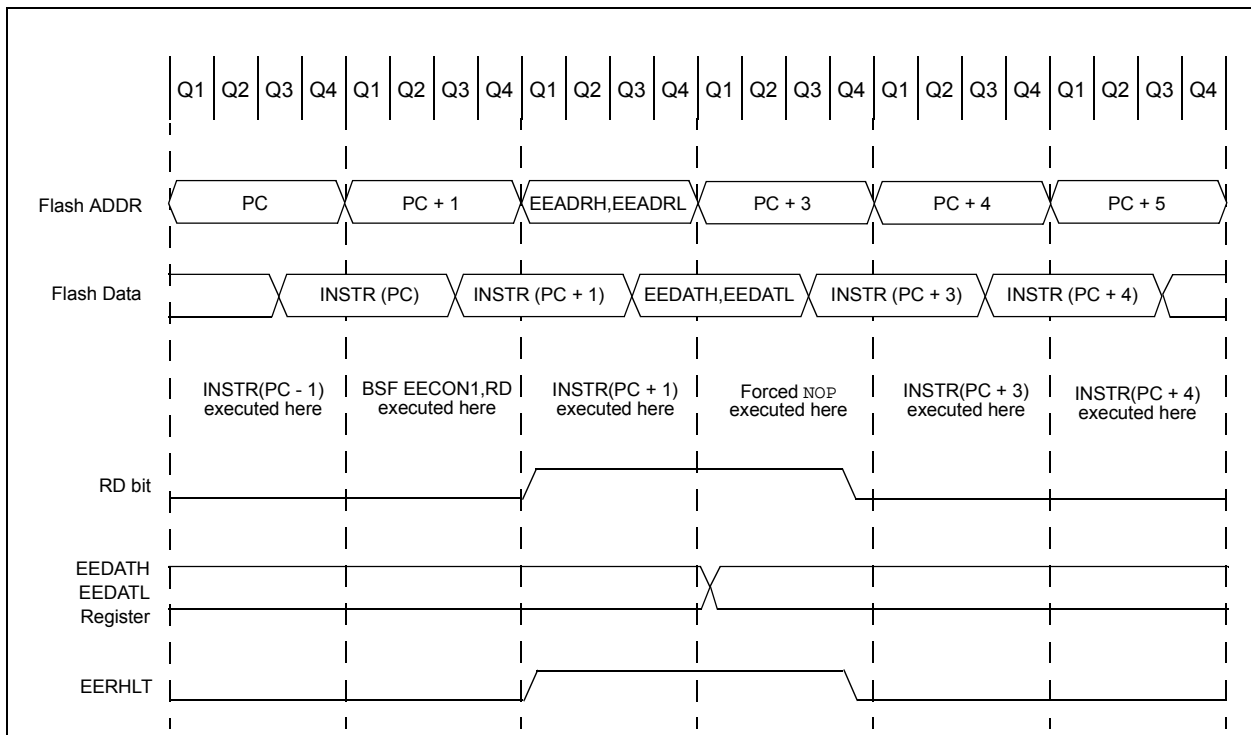 Q1 Q2 Q3 Q4 Q1 Q2 Q3 Q4 Q1 Q2 Q3 Q4 Q1 Q2 Q3 Q4 Q1 Q2 Q3 Q4 Q1 Q2 Q3 Q4
Flash ADDR PC PC + 1 EEADRH,EEADRL PC + 3 PC + 4 PC + 5
Flash Data INSTR (PC) INSTR (PC + 1) EEDATH,EEDATL INSTR (PC + 3) INSTR (PC + 4)
INSTR(PC - 1) BSF EECON1,RD INSTR(PC + 1) Forced NOP INSTR(PC + 3) INSTR(PC + 4)
executed here executed here executed here executed here executed here executed here
RD bit
EEDATH
EEDATL
Register
EERHLT